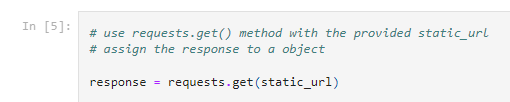 In [5]:
# use requests.get() method with the provided static_url
# assign the response to a object
response = requests.get(static_url)